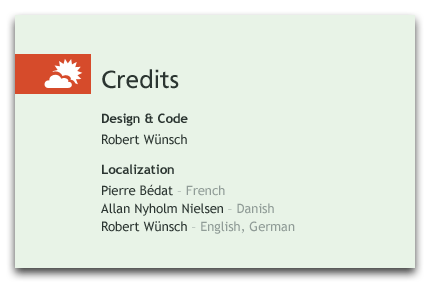 Credits
Design & Code
Robert Wünsch
Localization
Pierre Bédat - French
Allan Nyholm Nielsen - Danish
Robert Wünsch - English, German